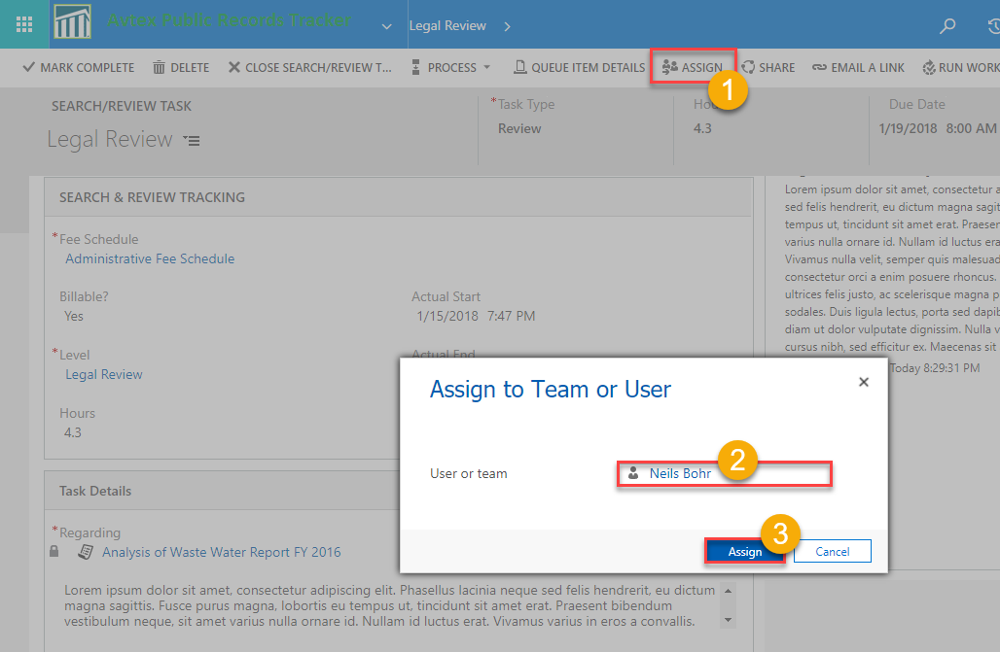 Avtex Public Records Tracker
Legal Review
MARK COMPLETE
DELETE
CLOSE SEARCH/REVIEW T...
PROCESS
QUEUE ITEM DETAILS
ASSIGN
SHARE
EMAIL A LINK
RUN WORK
1
SEARCH/REVIEW TASK
Legal Review
*Task Type
Review
4.3
Due Date
1/19/2018 8:00 AM
SEARCH & REVIEW TRACKING
*Fee Schedule
Administrative Fee Schedule
Billable?
Yes
Actual Start
1/15/2018 7:47 PM
*Level
Legal Review
Actual End
Hours
4.3
Lorem ipsum dolor sit amet, consectetur a
sed felis hendrerit, eu dictum magna sagit
tempus ut, tincidunt sit amet erat. Praesen
varius nulla ornare id. Nullam id luctus era
Vivamus nulla velit, semper quis malesuad
consectetur orci a enim posuere rhoncus.
ultrices felis justo, ac scelerisque magna p
sodales. Duis ligula lectus, porta sed dapib
diam ut dolor vulputate dignissim. Nulla v
cursus nibh, sed efficitur ex. Maecenas sit
Today 8:29:31 PM
Assign to Team or User
User or team
Neils Bohr
2
3
Assign
Cancel
Task Details
*Regarding
Analysis of Waste Water Report FY 2016
Lorem ipsum dolor sit amet, consectetur adipiscing elit. Phasellus lacinia neque sed felis hendrerit, eu dictum
magna sagittis. Fusce purus magna, lobortis eu tempus ut, tincidunt sit amet erat. Praesent bibendum
vestibulum neque, sit amet varius nulla ornare id. Nullam id luctus erat. Vivamus varius in eros a convallis.